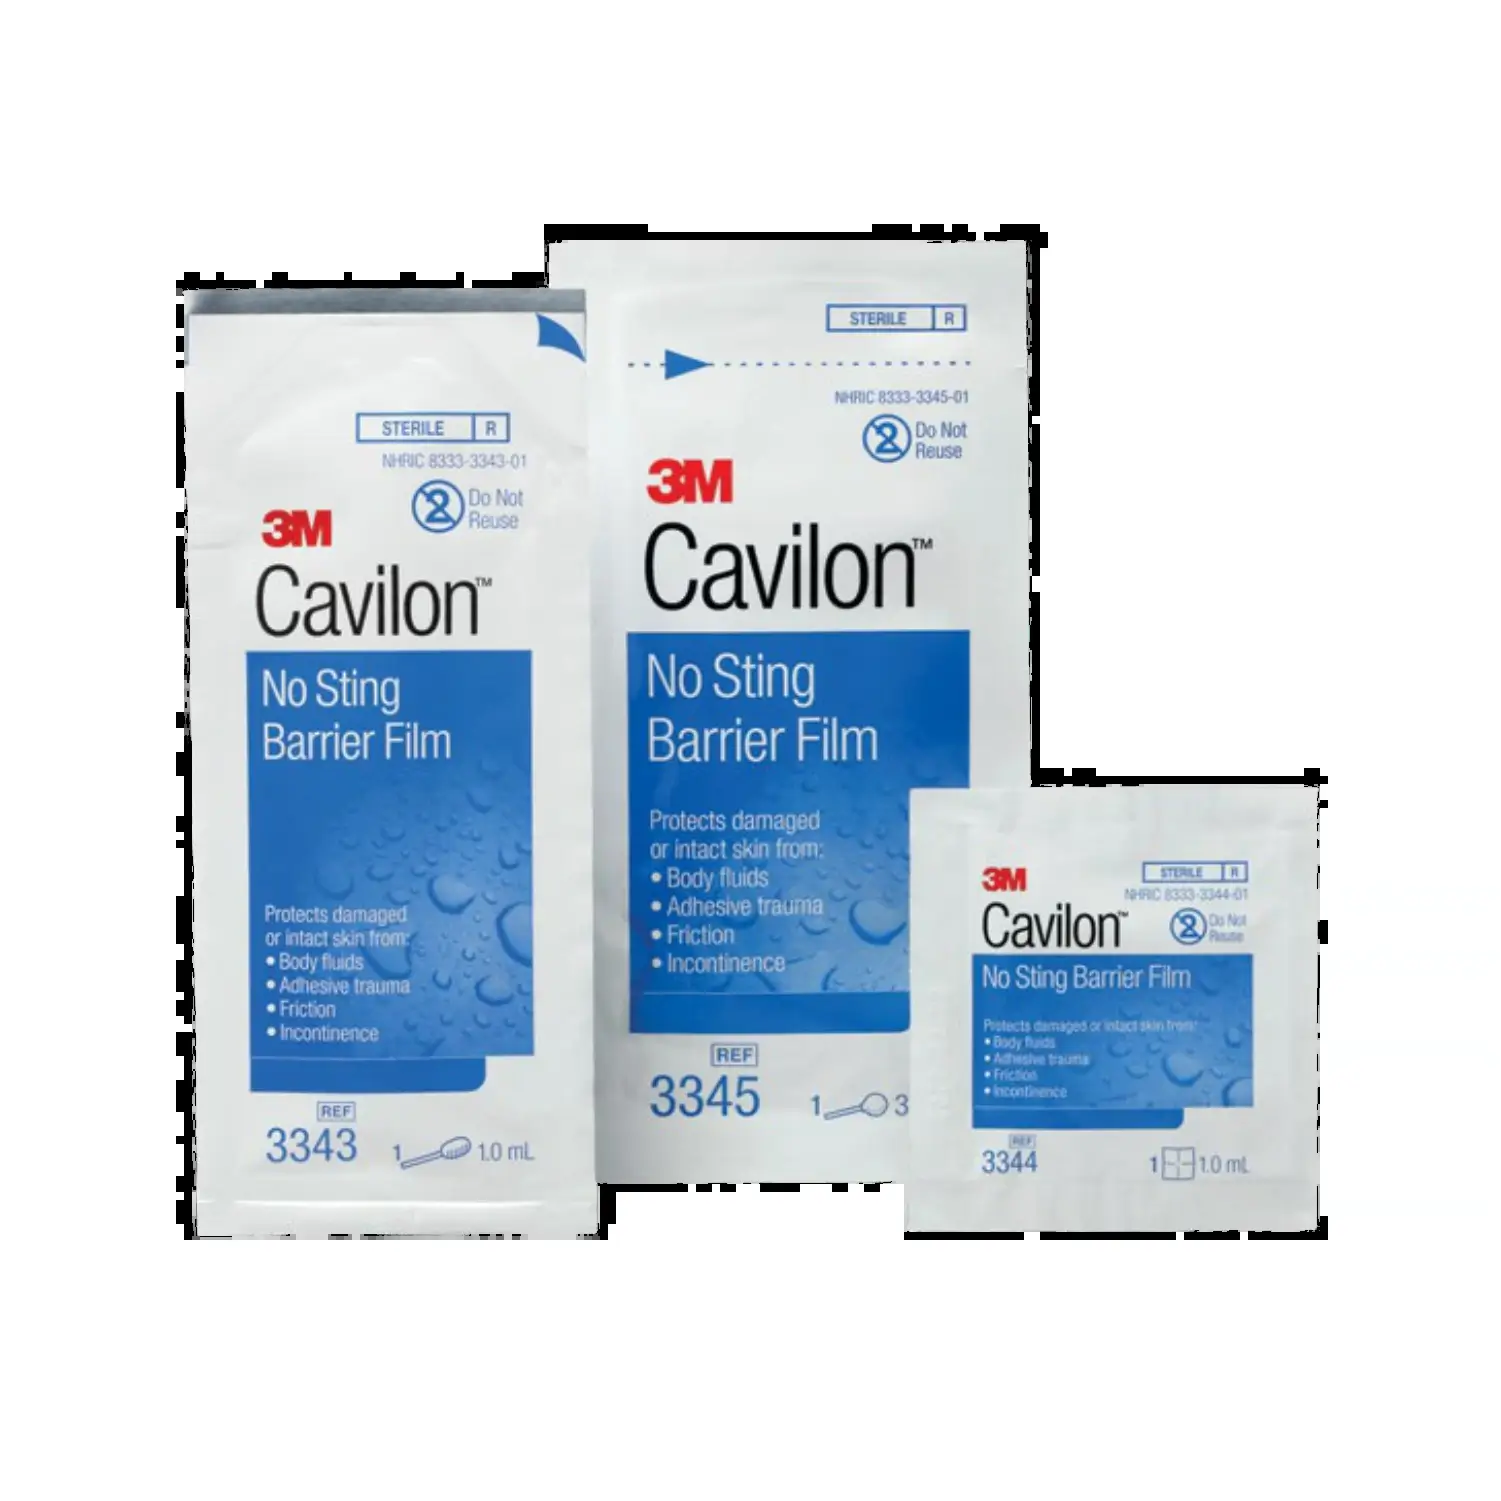 STERILE R
NHRIC 8333-3343-01
Do Not
Reuse
3M
Cavilon™
No Sting
Barrier Film
Protects damaged
or intact skin from:
• Body fluids
• Adhesive trauma
• Friction
• Incontinence
REF
3343
1 1.0 mL
STERILE R
NHRIC 8333-3345-01
2 Do Not
Reuse
3M
Cavilon™
No Sting
Barrier Film
Protects damaged
or intact skin from:
• Body fluids
• Adhesive trauma
• Friction
• Incontinence
REF
3345
1 3
STERILE R
NHRIC 8333-3344-01
2 Do Not
Reuse
3M
Cavilon™
No Sting Barrier Film
Protects damaged or intact skin from:
• Body fluids
• Adhesive trauma
• Friction
• Incontinence
REF
3344
1 1.0 mL